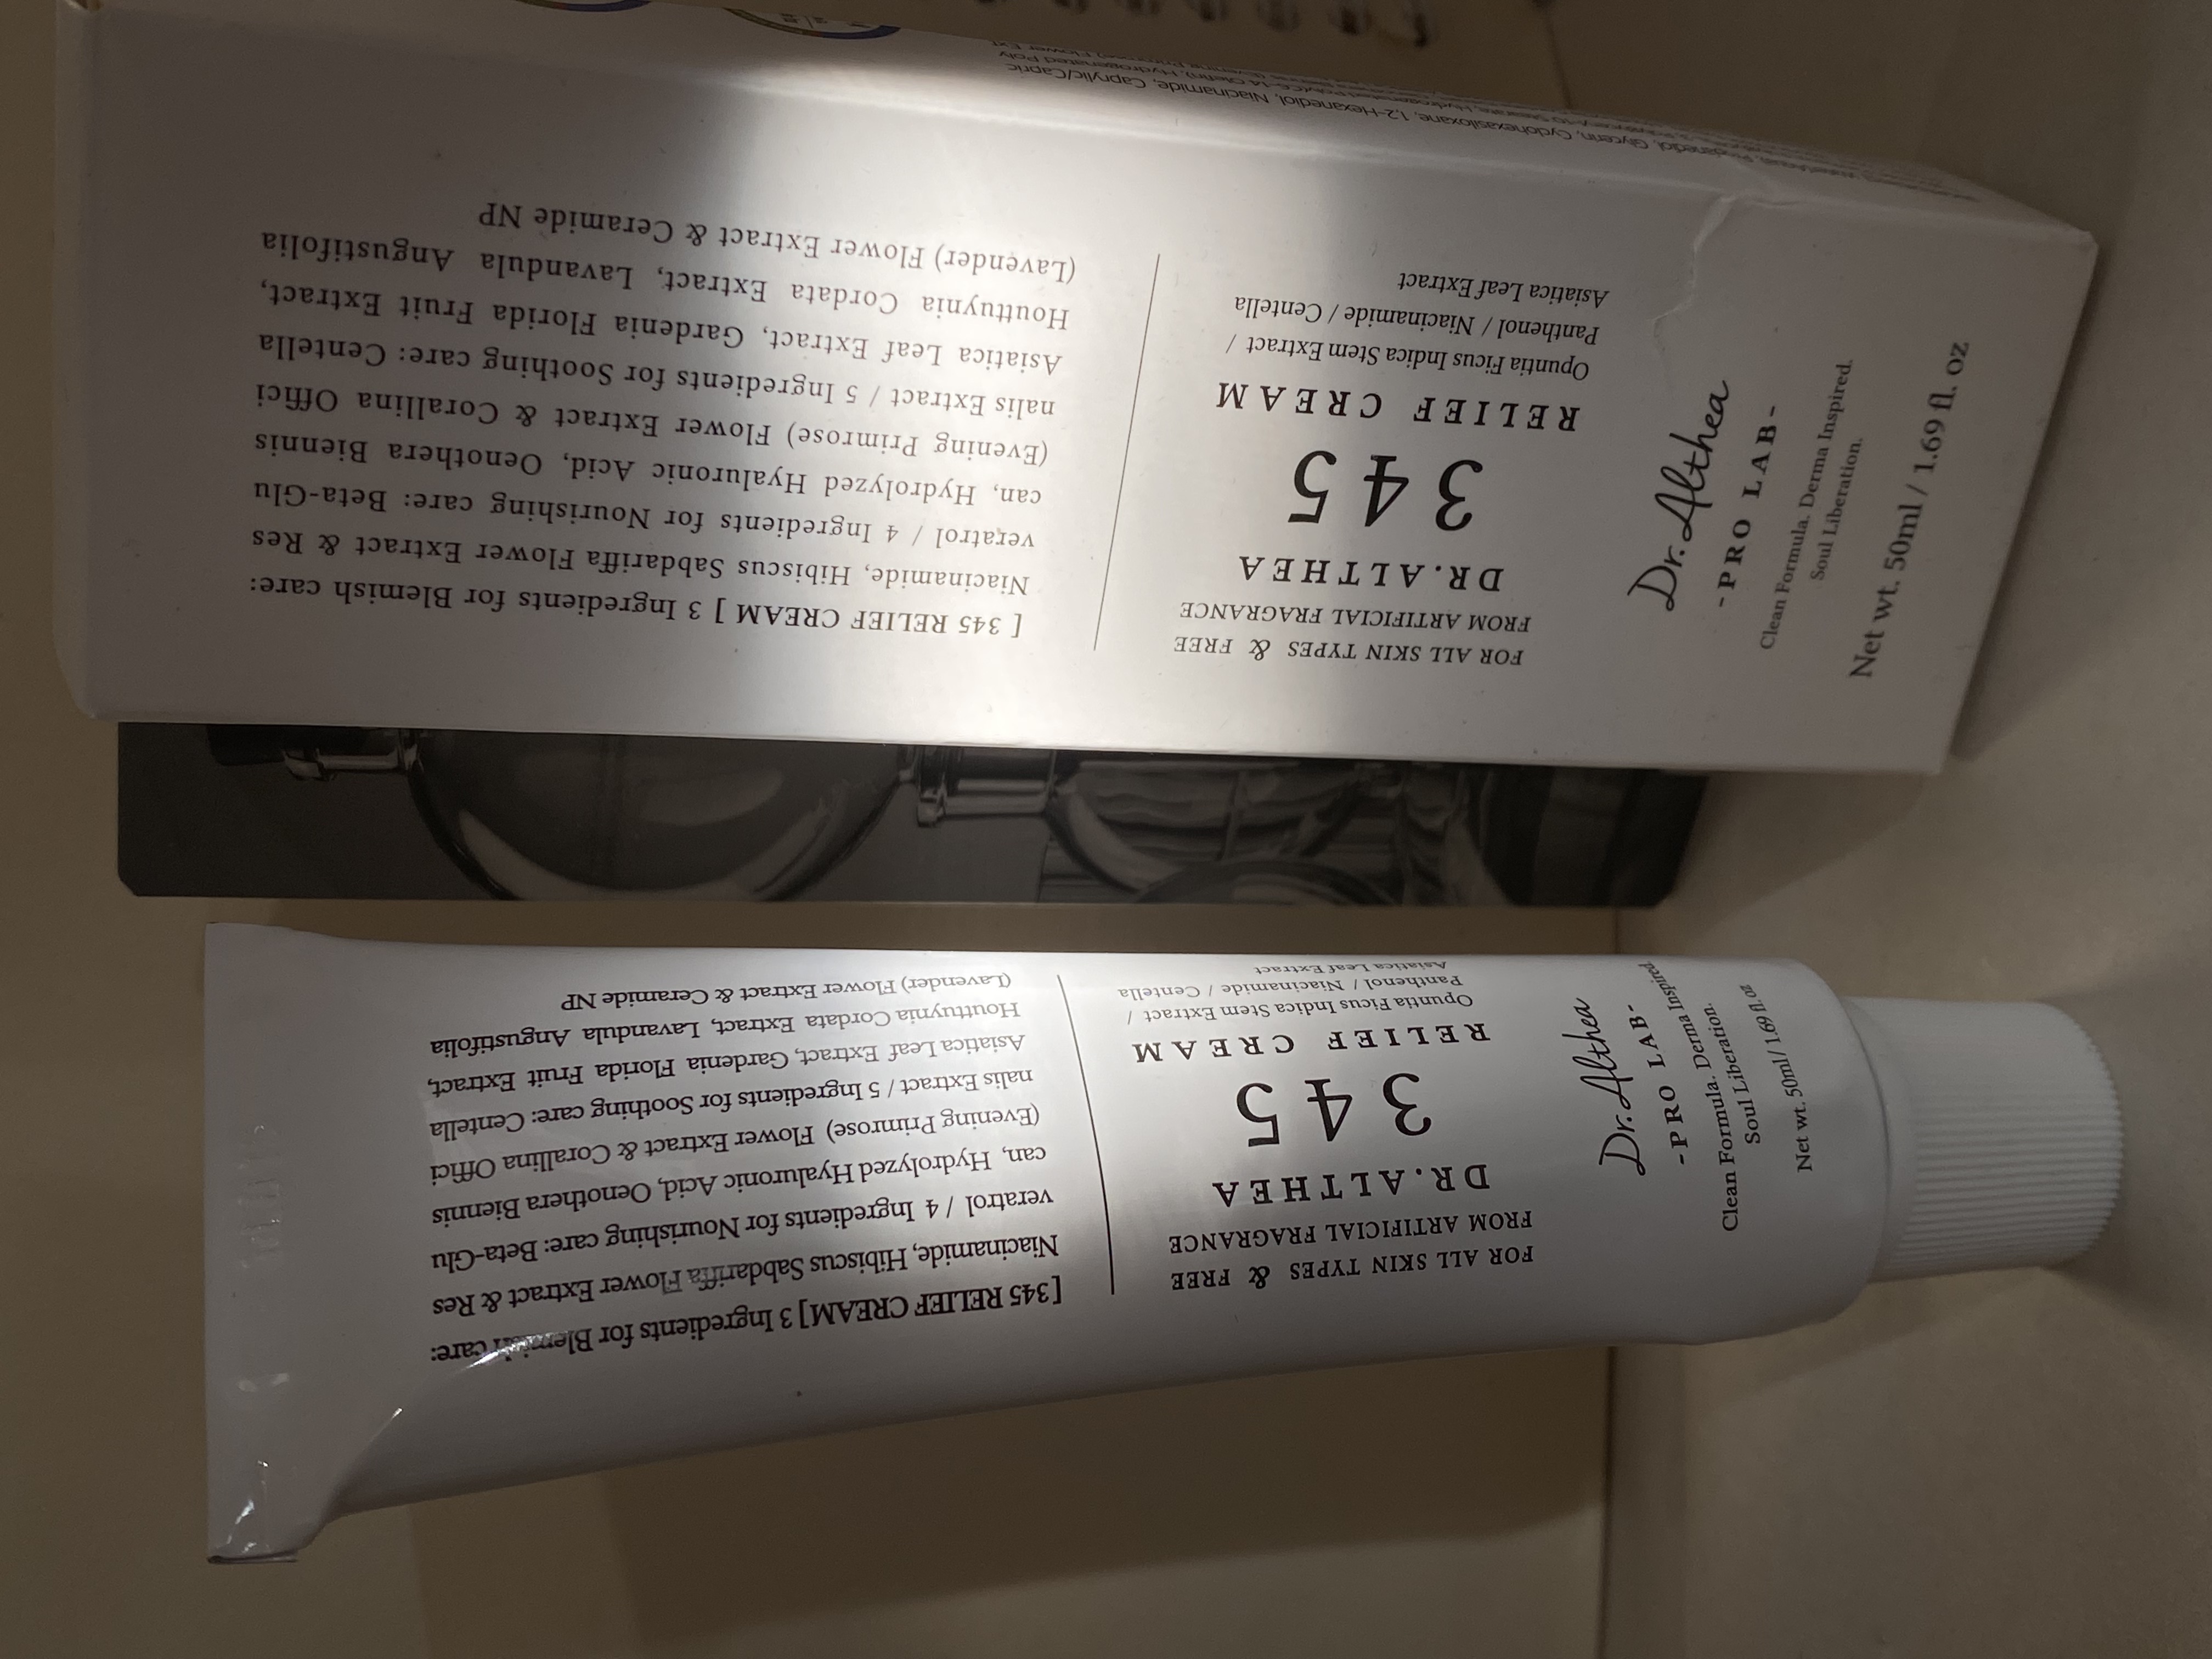 FOR ALL SKIN TYPES & FREE
FROM ARTIFICIAL FRAGRANCE
DR.ALTHEA
345
RELIEF CREAM
Opuntia Ficus Indica Stem Extract /
Panthenol / Niacinamide / Centella
Asiatica Leaf Extract
[ 345 RELIEF CREAM ] 3 Ingredients for Blemish care:
Niacinamide, Hibiscus Sabdariffa Flower Extract & Res
veratrol / 4 Ingredients for Nourishing care: Beta-Glu
can, Hydrolyzed Hyaluronic Acid, Oenothera Biennis
(Evening Primrose) Flower Extract & Corallina Offici
nalis Extract / 5 Ingredients for Soothing care: Centella
Asiatica Leaf Extract, Gardenia Florida Fruit Extract,
Houttuynia Cordata Extract, Lavandula Angustifolia
(Lavender) Flower Extract & Ceramide NP
Dr. Althea
-PRO LAB-
Clean Formula. Derma Inspired.
Soul Liberation.
Net wt. 50ml / 1.69 fl. oz
Glycerin, Cyclohexasiloxane, 1,2-Hexanediol, Niacinamide, Caprylic/Capric
FOR ALL SKIN TYPES & FREE
FROM ARTIFICIAL FRAGRANCE
DR.ALTHEA
345
RELIEF CREAM
Opuntia Ficus Indica Stem Extract /
Panthenol / Niacinamide / Centella
Asiatica Leaf Extract
[345 RELIEF CREAM] 3 Ingredients for Blemish care:
Niacinamide, Hibiscus Sabdariffa Flower Extract & Res
veratrol / 4 Ingredients for Nourishing care: Beta-Glu
can, Hydrolyzed Hyaluronic Acid, Oenothera Biennis
(Evening Primrose) Flower Extract & Corallina Offici
nalis Extract / 5 Ingredients for Soothing care: Centella
Asiatica Leaf Extract, Gardenia Florida Fruit Extract,
Houttuynia Cordata Extract, Lavandula Angustifolia
(Lavender) Flower Extract & Ceramide NP
Dr. Althea
-PRO LAB-
Clean Formula. Derma Inspired.
Soul Liberation.
Net wt. 50ml / 1.69 fl. oz